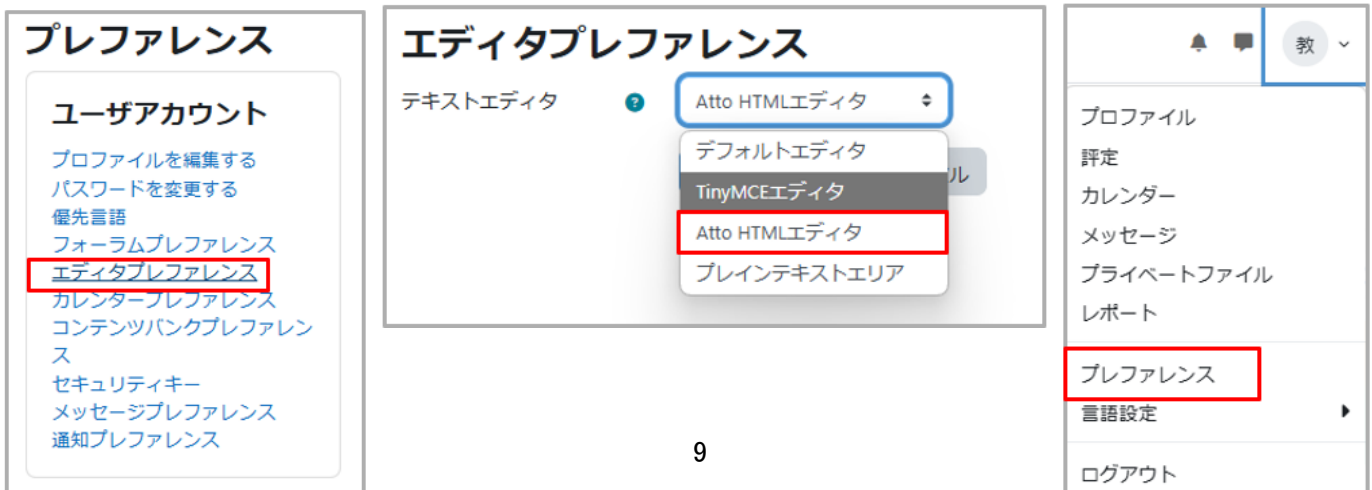 プレファレンス
ユーザアカウント
プロファイルを編集する
パスワードを変更する
優先言語
フォーラムプレファレンス
エディタプレファレンス
カレンダープレファレンス
コンテンツバンクプレファレン
ス
セキュリティキー
メッセージプレファレンス
通知プレファレンス
エディタプレファレンス
テキストエディタ ? Atto HTMLエディタ
デフォルトエディタ
ル
TinyMCEエディタ
Atto HTMLエディタ
プレインテキストエリア
9
教
プロファイル
評定
カレンダー
メッセージ
プライベートファイル
レポート
プレファレンス
言語設定
ログアウト